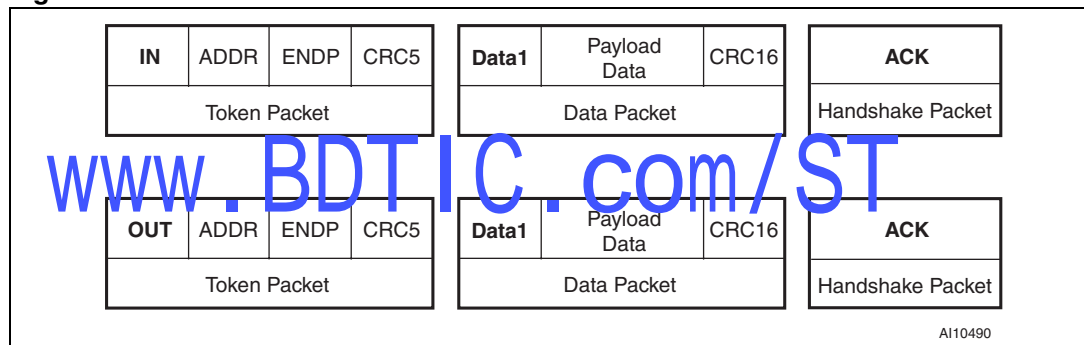 IN ADDR ENDP CRC5 Data1 Payload Data CRC16 ACK
Token Packet Data Packet Handshake Packet
www.BDTIC.com/ST
OUT ADDR ENDP CRC5 Data1 Payload Data CRC16 ACK
Token Packet Data Packet Handshake Packet
AI10490